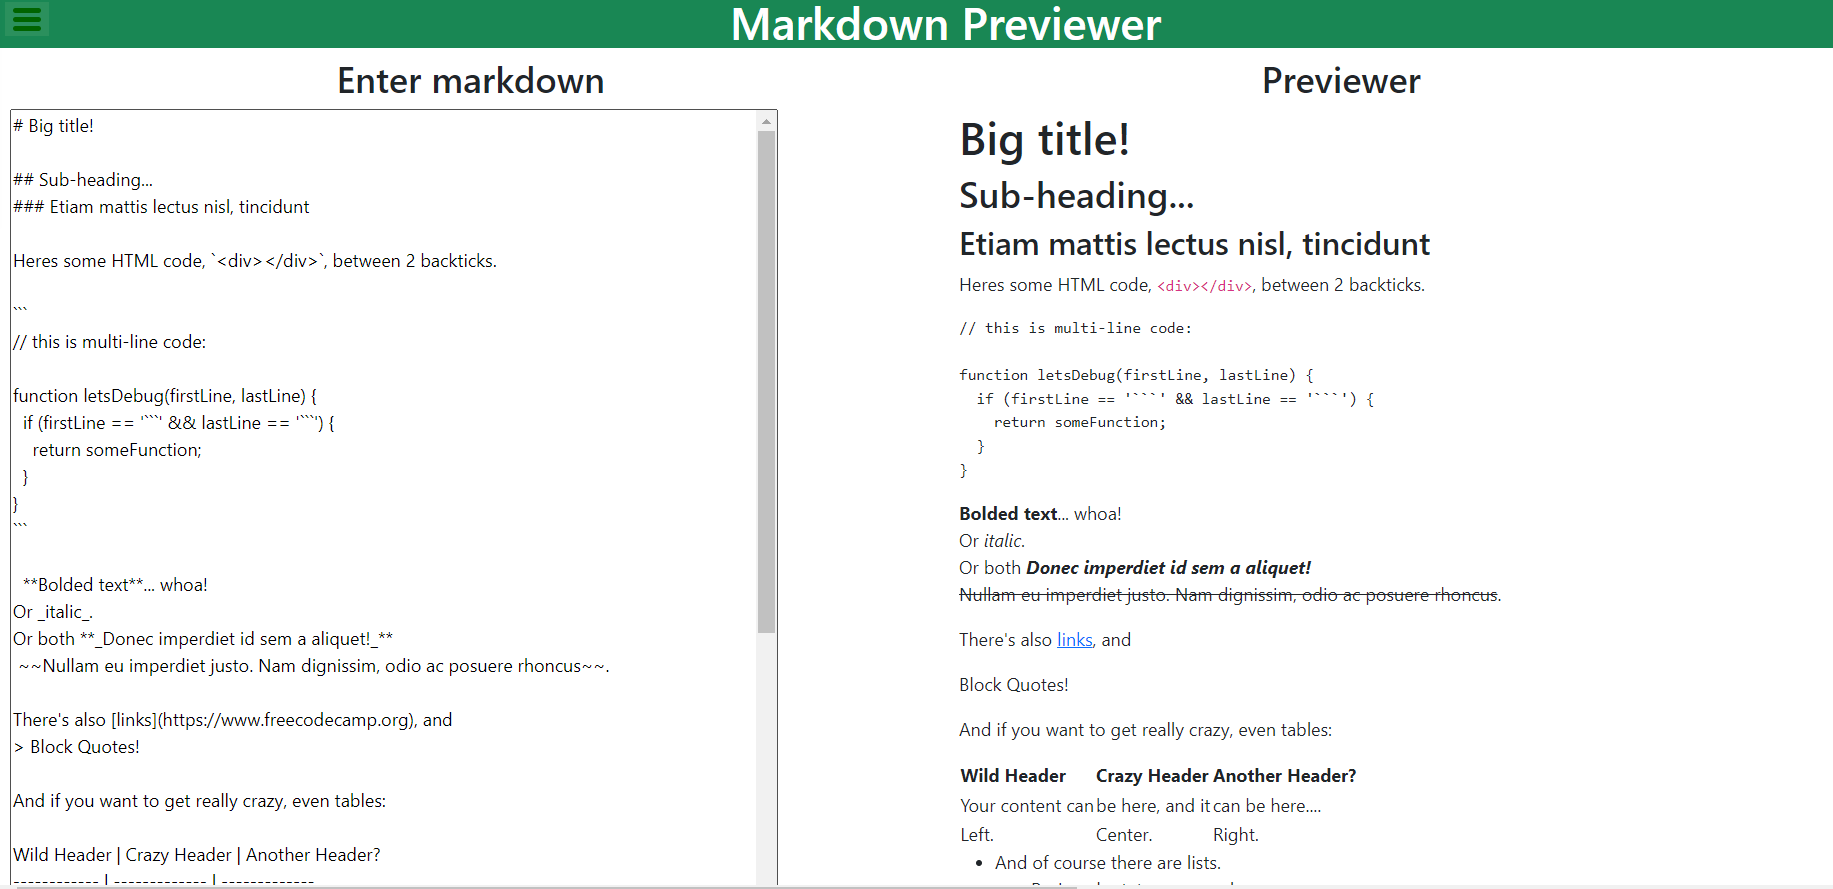 Markdown Previewer
Enter markdown
# Big title!

## Sub-heading...
### Etiam mattis lectus nisl, tincidunt

Heres some HTML code, `<div></div>`, between 2 backticks.

```
// this is multi-line code:

function letsDebug(firstLine, lastLine) {
  if (firstLine == '```' && lastLine == '```') {
    return someFunction;
  }
}
```

  **Bolded text**... whoa!
Or _italic_.
Or both **_Donec imperdiet id sem a aliquet!_**
 ~~Nullam eu imperdiet justo. Nam dignissim, odio ac posuere rhoncus~~.

There's also [links](https://www.freecodecamp.org), and
> Block Quotes!

And if you want to get really crazy, even tables:

Wild Header | Crazy Header | Another Header?
------------ | ------------- | -------------
Previewer
Big title!
Sub-heading...
Etiam mattis lectus nisl, tincidunt
Heres some HTML code, <div></div>, between 2 backticks.
// this is multi-line code:

function letsDebug(firstLine, lastLine) {
  if (firstLine == '```' && lastLine == '```') {
    return someFunction;
  }
}
Bolded text... whoa!
Or italic.
Or both Donec imperdiet id sem a aliquet!
Nullam eu imperdiet justo. Nam dignissim, odio ac posuere rhoncus.
There's also links, and
Block Quotes!
And if you want to get really crazy, even tables:
Wild Header Crazy Header Another Header?
Your content can be here, and it can be here....
Left. Center. Right.
• And of course there are lists.